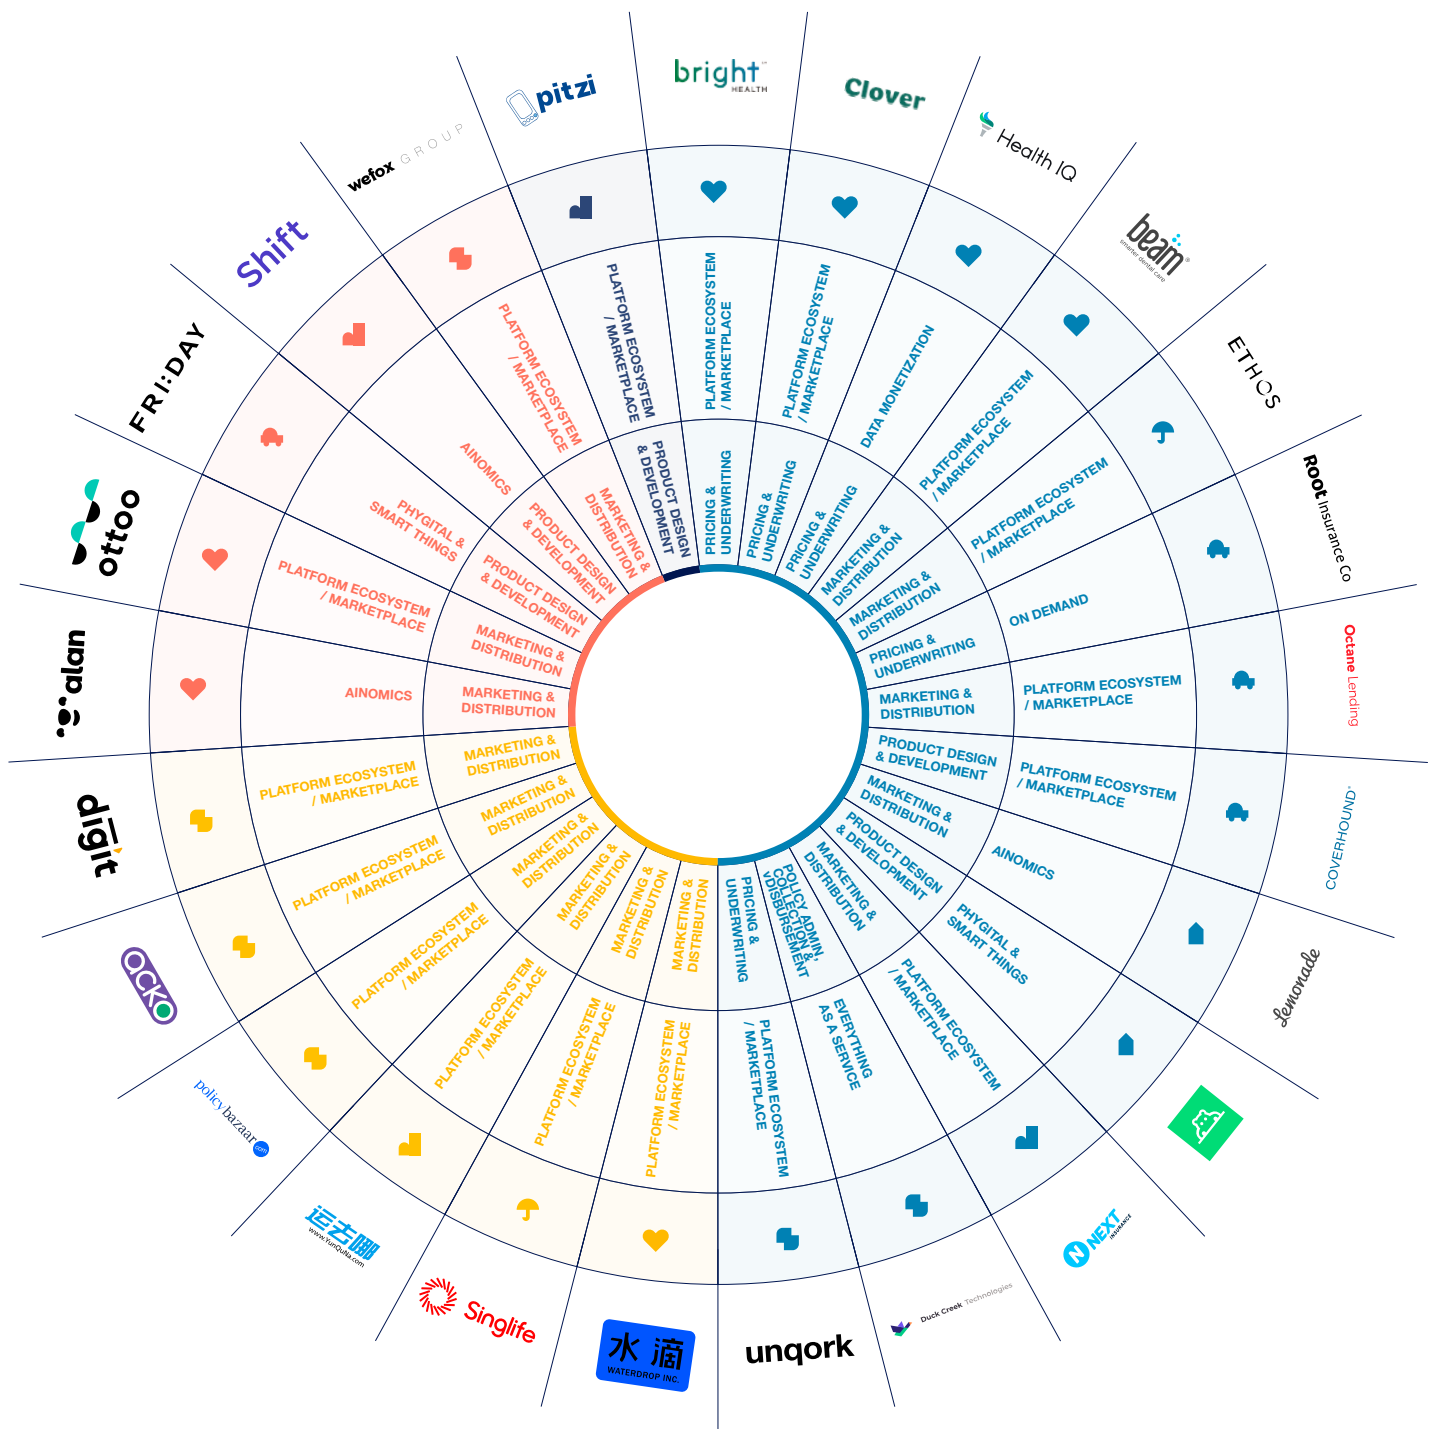 bright™
HEALTH
PLATFORM ECOSYSTEM
/ MARKETPLACE
PRICING &
UNDERWRITING
Clover
PLATFORM ECOSYSTEM
/ MARKETPLACE
PRICING &
UNDERWRITING
Health IQ
DATA MONETIZATION
PRICING &
UNDERWRITING
beam®
smarter dental care
PLATFORM ECOSYSTEM
/ MARKETPLACE
MARKETING &
DISTRIBUTION
ETHOS
PLATFORM ECOSYSTEM
/ MARKETPLACE
MARKETING &
DISTRIBUTION
Root Insurance Co
ON DEMAND
PRICING &
UNDERWRITING
Octane Lending
PLATFORM ECOSYSTEM
/ MARKETPLACE
MARKETING &
DISTRIBUTION
COVERHOUND®
PLATFORM ECOSYSTEM
/ MARKETPLACE
PRODUCT DESIGN
& DEVELOPMENT
Lemonade
AINOMICS
MARKETING &
DISTRIBUTION
PHYGITAL &
SMART THINGS
PRODUCT DESIGN
& DEVELOPMENT
N NEXT
INSURANCE
PLATFORM ECOSYSTEM
/ MARKETPLACE
MARKETING &
DISTRIBUTION
Duck Creek Technologies
EVERYTHING
AS A SERVICE
POLICY ADMIN,
COLLECTION &
vDISBURSEMENT
unqork
PLATFORM ECOSYSTEM
/ MARKETPLACE
PRICING &
UNDERWRITING
水滴
WATERDROP INC.
PLATFORM ECOSYSTEM
/ MARKETPLACE
MARKETING &
DISTRIBUTION
Singlife
PLATFORM ECOSYSTEM
/ MARKETPLACE
MARKETING &
DISTRIBUTION
运去哪
www.YunQuNa.com
PLATFORM ECOSYSTEM
/ MARKETPLACE
MARKETING &
DISTRIBUTION
policybazaar.com
PLATFORM ECOSYSTEM
/ MARKETPLACE
MARKETING &
DISTRIBUTION
acko
PLATFORM ECOSYSTEM
/ MARKETPLACE
MARKETING &
DISTRIBUTION
digit
PLATFORM ECOSYSTEM
/ MARKETPLACE
MARKETING &
DISTRIBUTION
alan
AINOMICS
MARKETING &
DISTRIBUTION
ottoo
PLATFORM ECOSYSTEM
/ MARKETPLACE
MARKETING &
DISTRIBUTION
FRI:DAY
PHYGITAL &
SMART THINGS
PRODUCT DESIGN
& DEVELOPMENT
Shift
AINOMICS
PRODUCT DESIGN
& DEVELOPMENT
wefox GROUP
PLATFORM ECOSYSTEM
/ MARKETPLACE
MARKETING &
DISTRIBUTION
pitzi
PLATFORM ECOSYSTEM
/ MARKETPLACE
PRODUCT DESIGN
& DEVELOPMENT